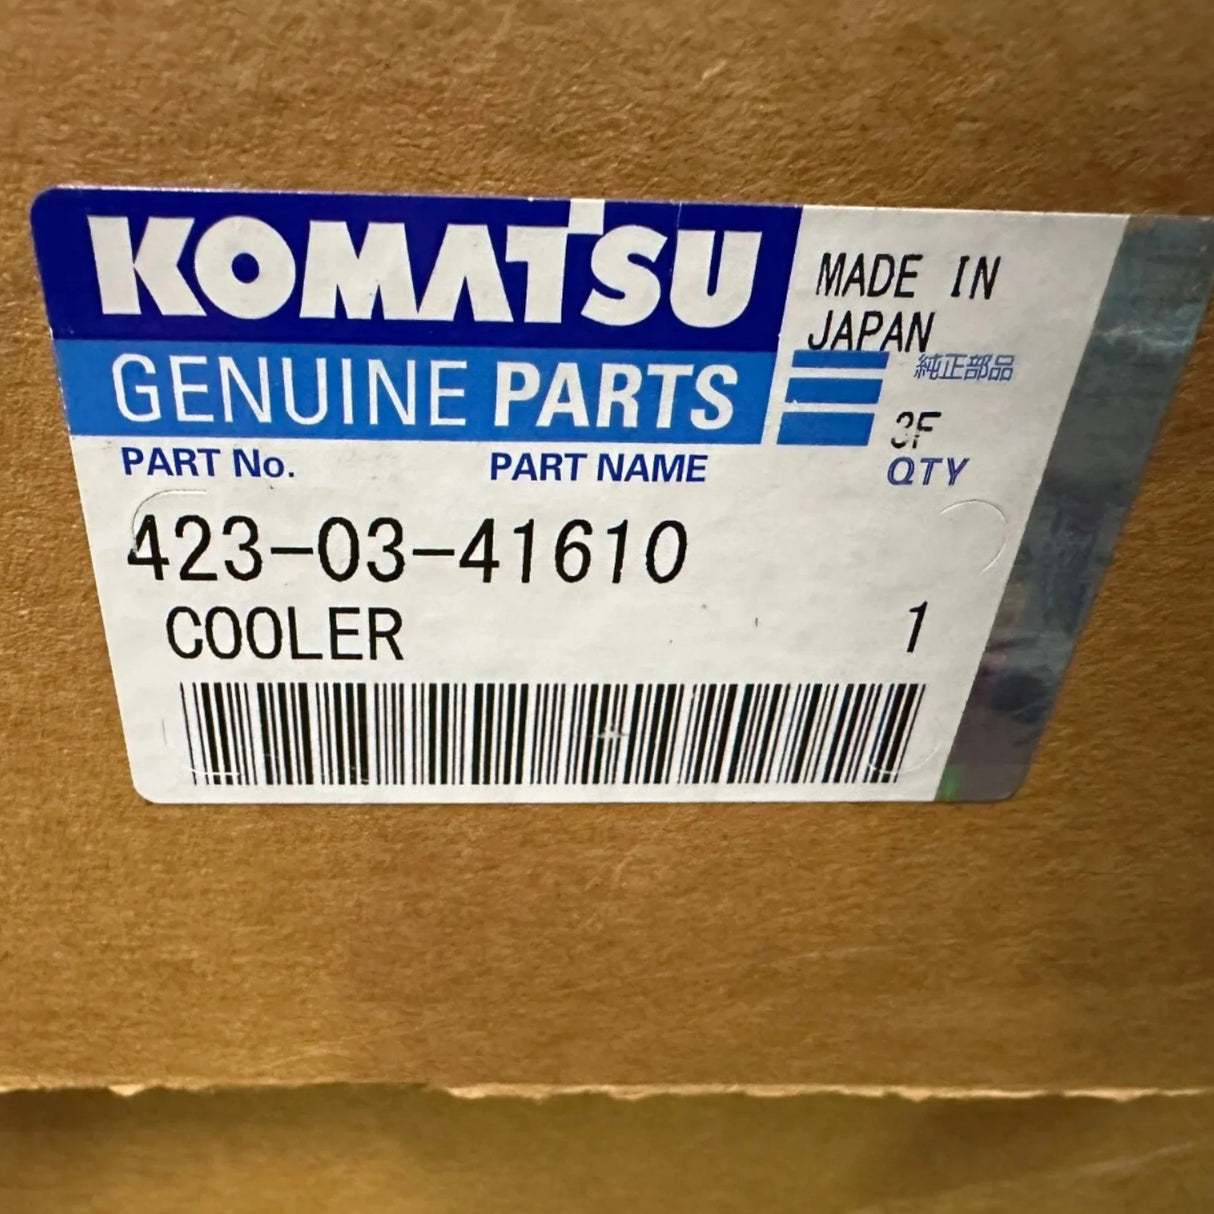 KOMATSU
MADE IN
JAPAN
GENUINE PARTS
純正部品
3F
PART No.
PART NAME
QTY
423-03-41610
COOLER
1